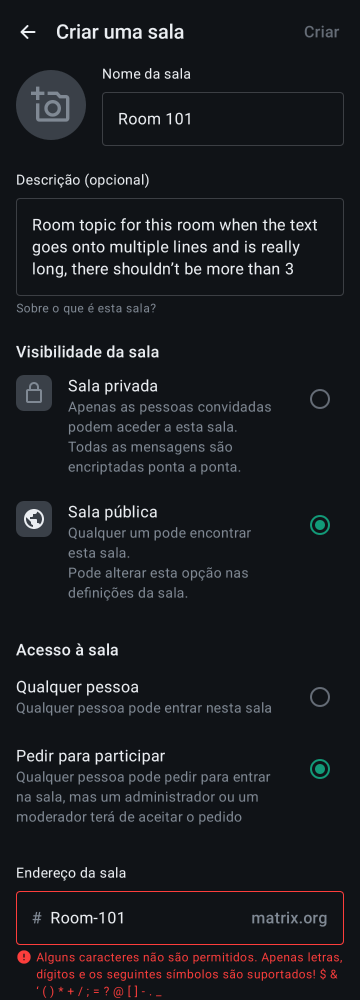 Criar uma sala
Criar
Nome da sala
Room 101
Descrição (opcional)
Room topic for this room when the text
goes onto multiple lines and is really
long, there shouldn’t be more than 3
Sobre o que é esta sala?
Visibilidade da sala
Sala privada
Apenas as pessoas convidadas
podem aceder a esta sala.
Todas as mensagens são
encriptadas ponta a ponta.
Sala pública
Qualquer um pode encontrar
esta sala.
Pode alterar esta opção nas
definições da sala.
Acesso à sala
Qualquer pessoa
Qualquer pessoa pode entrar nesta sala
Pedir para participar
Qualquer pessoa pode pedir para entrar
na sala, mas um administrador ou um
moderador terá de aceitar o pedido
Endereço da sala
# Room-101 matrix.org
Alguns caracteres não são permitidos. Apenas letras,
dígitos e os seguintes símbolos são suportados! $ &
‘ ( ) * + / ; = ? @ [ ] - . _